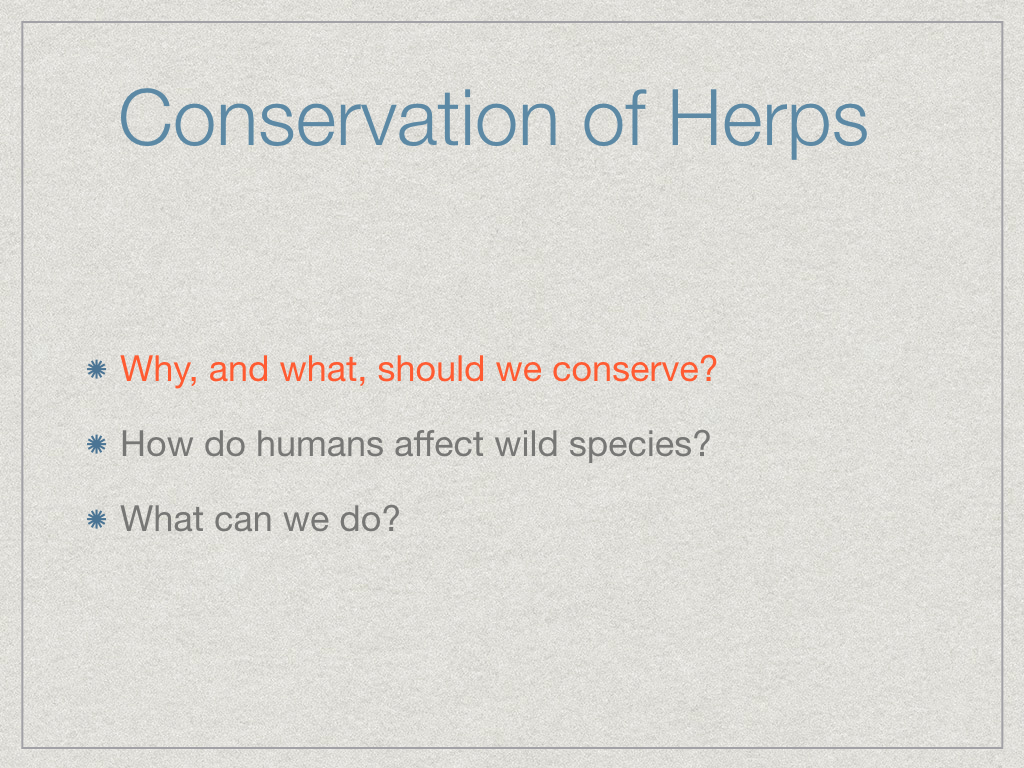 Conservation of Herps
Why, and what, should we conserve?
How do humans affect wild species?
What can we do?